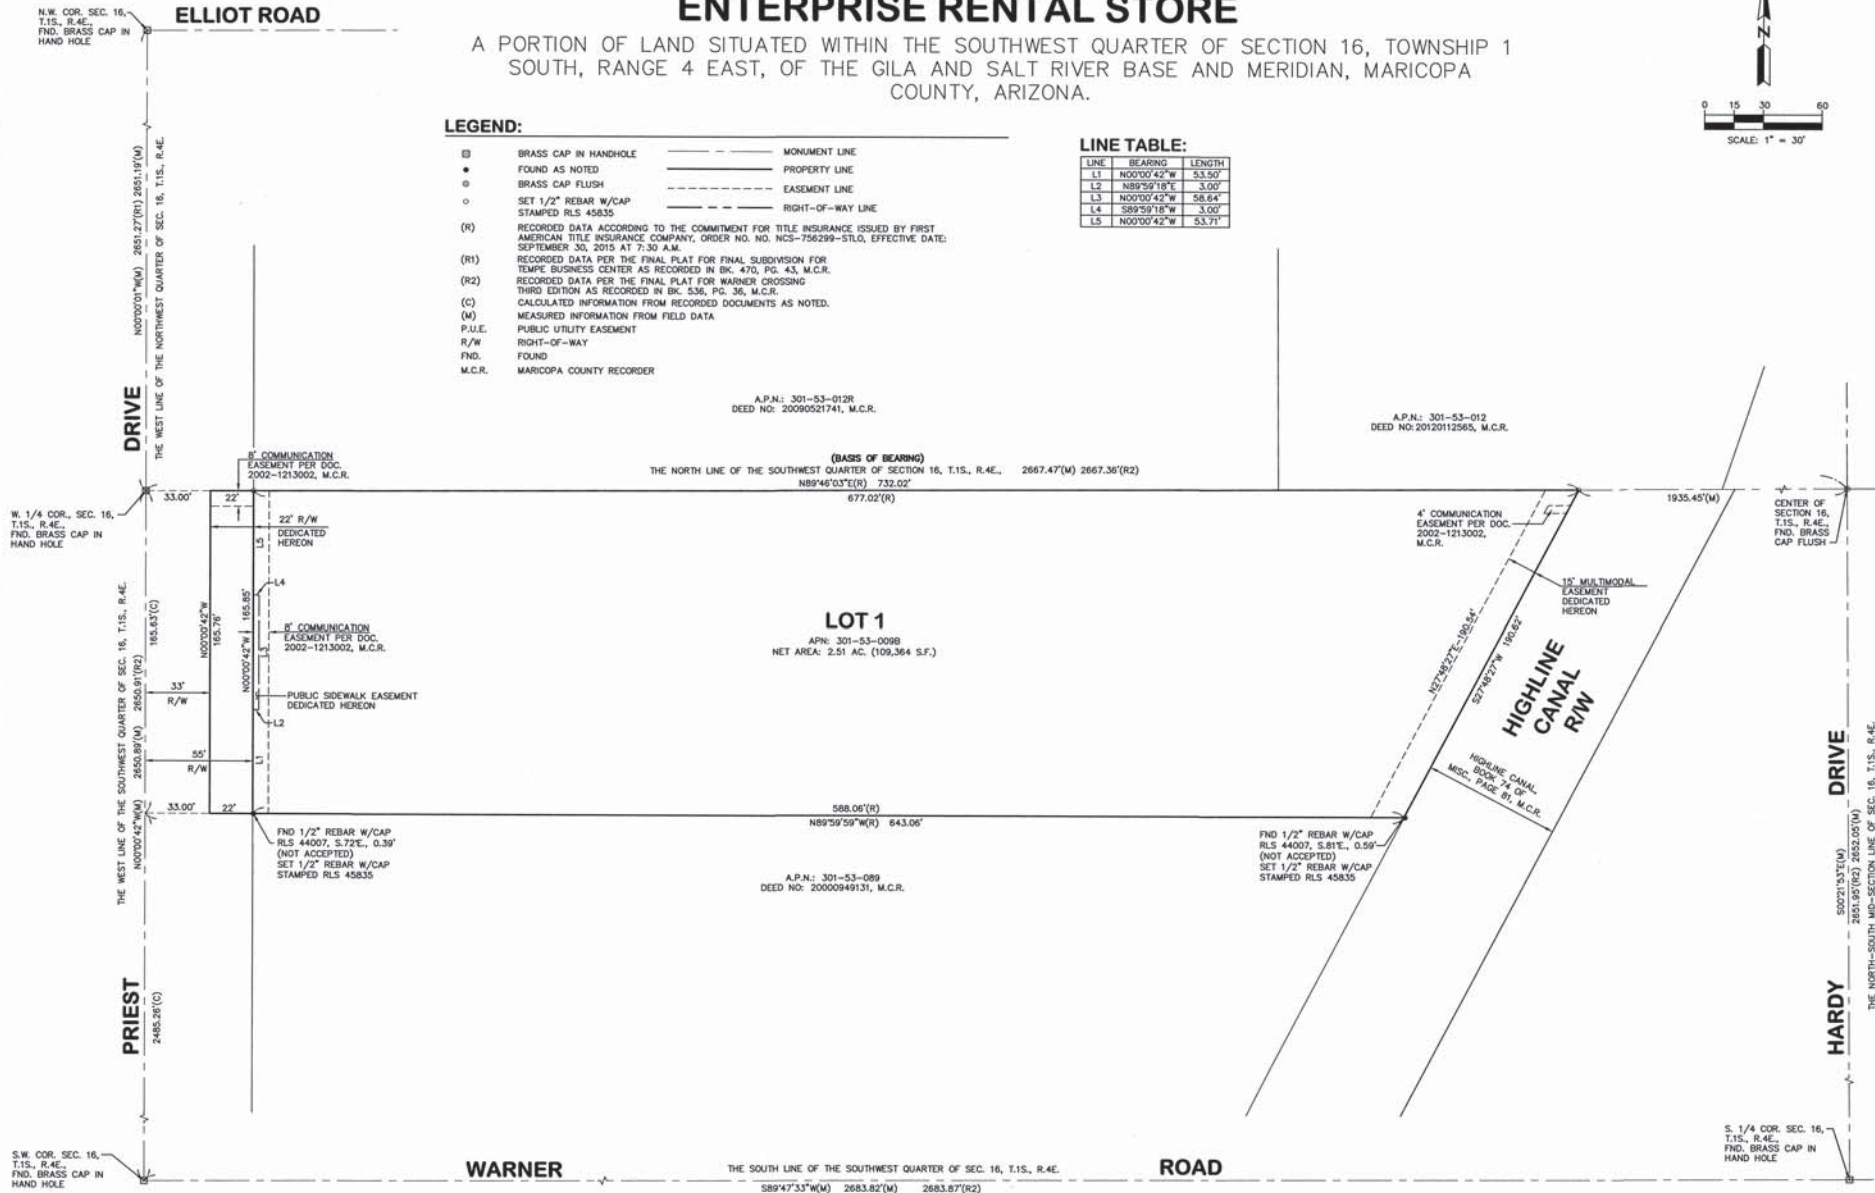 N.W. COR. SEC. 16,
T.1S., R.4E.,
FND. BRASS CAP IN
HAND HOLE
ELLIOT ROAD
ENTERPRISE RENTAL STORE
A PORTION OF LAND SITUATED WITHIN THE SOUTHWEST QUARTER OF SECTION 16, TOWNSHIP 1
SOUTH, RANGE 4 EAST, OF THE GILA AND SALT RIVER BASE AND MERIDIAN, MARICOPA
COUNTY, ARIZONA.
N
0 15 30 60
SCALE: 1" = 30'
LEGEND:
BRASS CAP IN HANDHOLE
FOUND AS NOTED
BRASS CAP FLUSH
SET 1/2" REBAR W/CAP
STAMPED RLS 45835
MONUMENT LINE
PROPERTY LINE
EASEMENT LINE
RIGHT-OF-WAY LINE
(R) RECORDED DATA ACCORDING TO THE COMMITMENT FOR TITLE INSURANCE ISSUED BY FIRST
AMERICAN TITLE INSURANCE COMPANY, ORDER NO. NO. NCS-756299-STLO, EFFECTIVE DATE:
SEPTEMBER 30, 2015 AT 7:30 A.M.
(R1) RECORDED DATA PER THE FINAL PLAT FOR FINAL SUBDIVISION FOR
TEMPE BUSINESS CENTER AS RECORDED IN BK. 470, PG. 43, M.C.R.
(R2) RECORDED DATA PER THE FINAL PLAT FOR WARNER CROSSING
THIRD EDITION AS RECORDED IN BK. 536, PG. 36, M.C.R.
(C) CALCULATED INFORMATION FROM RECORDED DOCUMENTS AS NOTED.
(M) MEASURED INFORMATION FROM FIELD DATA
P.U.E. PUBLIC UTILITY EASEMENT
R/W RIGHT-OF-WAY
FND. FOUND
M.C.R. MARICOPA COUNTY RECORDER
LINE TABLE:
LINE BEARING LENGTH
L1 N00°00'42"W 53.50'
L2 N89°59'18"E 3.00'
L3 N00°00'42"W 58.64'
L4 S89°59'18"W 3.00'
L5 N00°00'42"W 53.71'
N00°00'01"W(M) 2651.27'(R1) 2651.19'(M)
THE WEST LINE OF THE NORTHWEST QUARTER OF SEC. 16, T.1S., R.4E.
DRIVE
A.P.N.: 301-53-012R
DEED NO: 20090521741, M.C.R.
A.P.N.: 301-53-012
DEED NO: 20120112565, M.C.R.
8' COMMUNICATION
EASEMENT PER DOC.
2002-1213002, M.C.R.
(BASIS OF BEARING)
THE NORTH LINE OF THE SOUTHWEST QUARTER OF SECTION 16, T.1S., R.4E., 2667.47'(M) 2667.36'(R2)
N89°46'03"E(R) 732.02'
677.02'(R)
1935.45'(M)
33.00'
22'
W. 1/4 COR., SEC. 16,
T.1S., R.4E.,
FND. BRASS CAP IN
HAND HOLE
22' R/W
DEDICATED
HEREON
4' COMMUNICATION
EASEMENT PER DOC.
2002-1213002,
M.C.R.
CENTER OF
SECTION 16,
T.1S., R.4E.,
FND. BRASS
CAP FLUSH
15' MULTIMODAL
EASEMENT
DEDICATED
HEREON
L5
L4
L3
8' COMMUNICATION
EASEMENT PER DOC.
2002-1213002, M.C.R.
PUBLIC SIDEWALK EASEMENT
DEDICATED HEREON
L2
L1
LOT 1
APN: 301-53-009B
NET AREA: 2.51 AC. (109,364 S.F.)
THE WEST LINE OF THE SOUTHWEST QUARTER OF SEC. 16, T.1S., R.4E.
N00°00'42"W(M) 2650.89'(M) 2650.91'(R2)
165.63'(C)
N00°00'42"W
165.76'
N00°00'42"W 165.85'
33'
R/W
55'
R/W
33.00'
22'
N27°48'27"E-190.54'
S27°48'27"W 190.62'
HIGHLINE
CANAL
R/W
HIGHLINE CANAL,
BOOK 74 OF
MISC., PAGE 81, M.C.R.
588.06'(R)
N89°59'59"W(R) 643.06'
FND 1/2" REBAR W/CAP
RLS 44007, S.72°E., 0.39'
(NOT ACCEPTED)
SET 1/2" REBAR W/CAP
STAMPED RLS 45835
FND 1/2" REBAR W/CAP
RLS 44007, S.81°E., 0.59'
(NOT ACCEPTED)
SET 1/2" REBAR W/CAP
STAMPED RLS 45835
A.P.N.: 301-53-089
DEED NO: 20000949131, M.C.R.
PRIEST
2485.26'(C)
DRIVE
HARDY
S00°21'53"E(M)
2651.95'(R2) 2652.05'(M)
THE NORTH-SOUTH MID-SECTION LINE OF SEC. 16, T.1S., R.4E.
S.W. COR. SEC. 16,
T.1S., R.4E.,
FND. BRASS CAP IN
HAND HOLE
WARNER
THE SOUTH LINE OF THE SOUTHWEST QUARTER OF SEC. 16, T.1S., R.4E.
S89°47'33"W(M) 2683.82'(M) 2683.87'(R2)
ROAD
S. 1/4 COR. SEC. 16,
T.1S., R.4E.,
FND. BRASS CAP IN
HAND HOLE